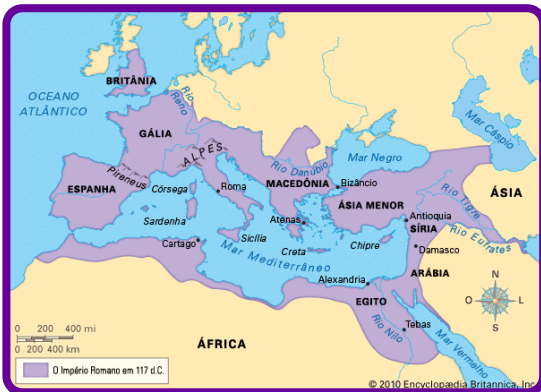 BRITÂNIA
OCEANO
ATLÂNTICO
Rio
Reno
GÁLIA
ALPES
Mar Cáspio
Mar Negro
Rio Danúbio
Pireneus
Córsega
Roma
MACEDÔNIA
Bizâncio
ESPANHA
ÁSIA MENOR
Rio Tigre
ÁSIA
Sardenha
Atenas
Antioquia
SÍRIA
Rio Eufrates
Cartago
Sicília
Creta
Chipre
Damasco
Mar Mediterrâneo
ARÁBIA
Alexandria
EGITO
N
O
L
S
Rio Nilo
Tebas
Mar Vermelho
0 200 400 mi
0 200 400 km
ÁFRICA
O Império Romano em 117 d.C.
© 2010 Encyclopædia Britannica, Inc.